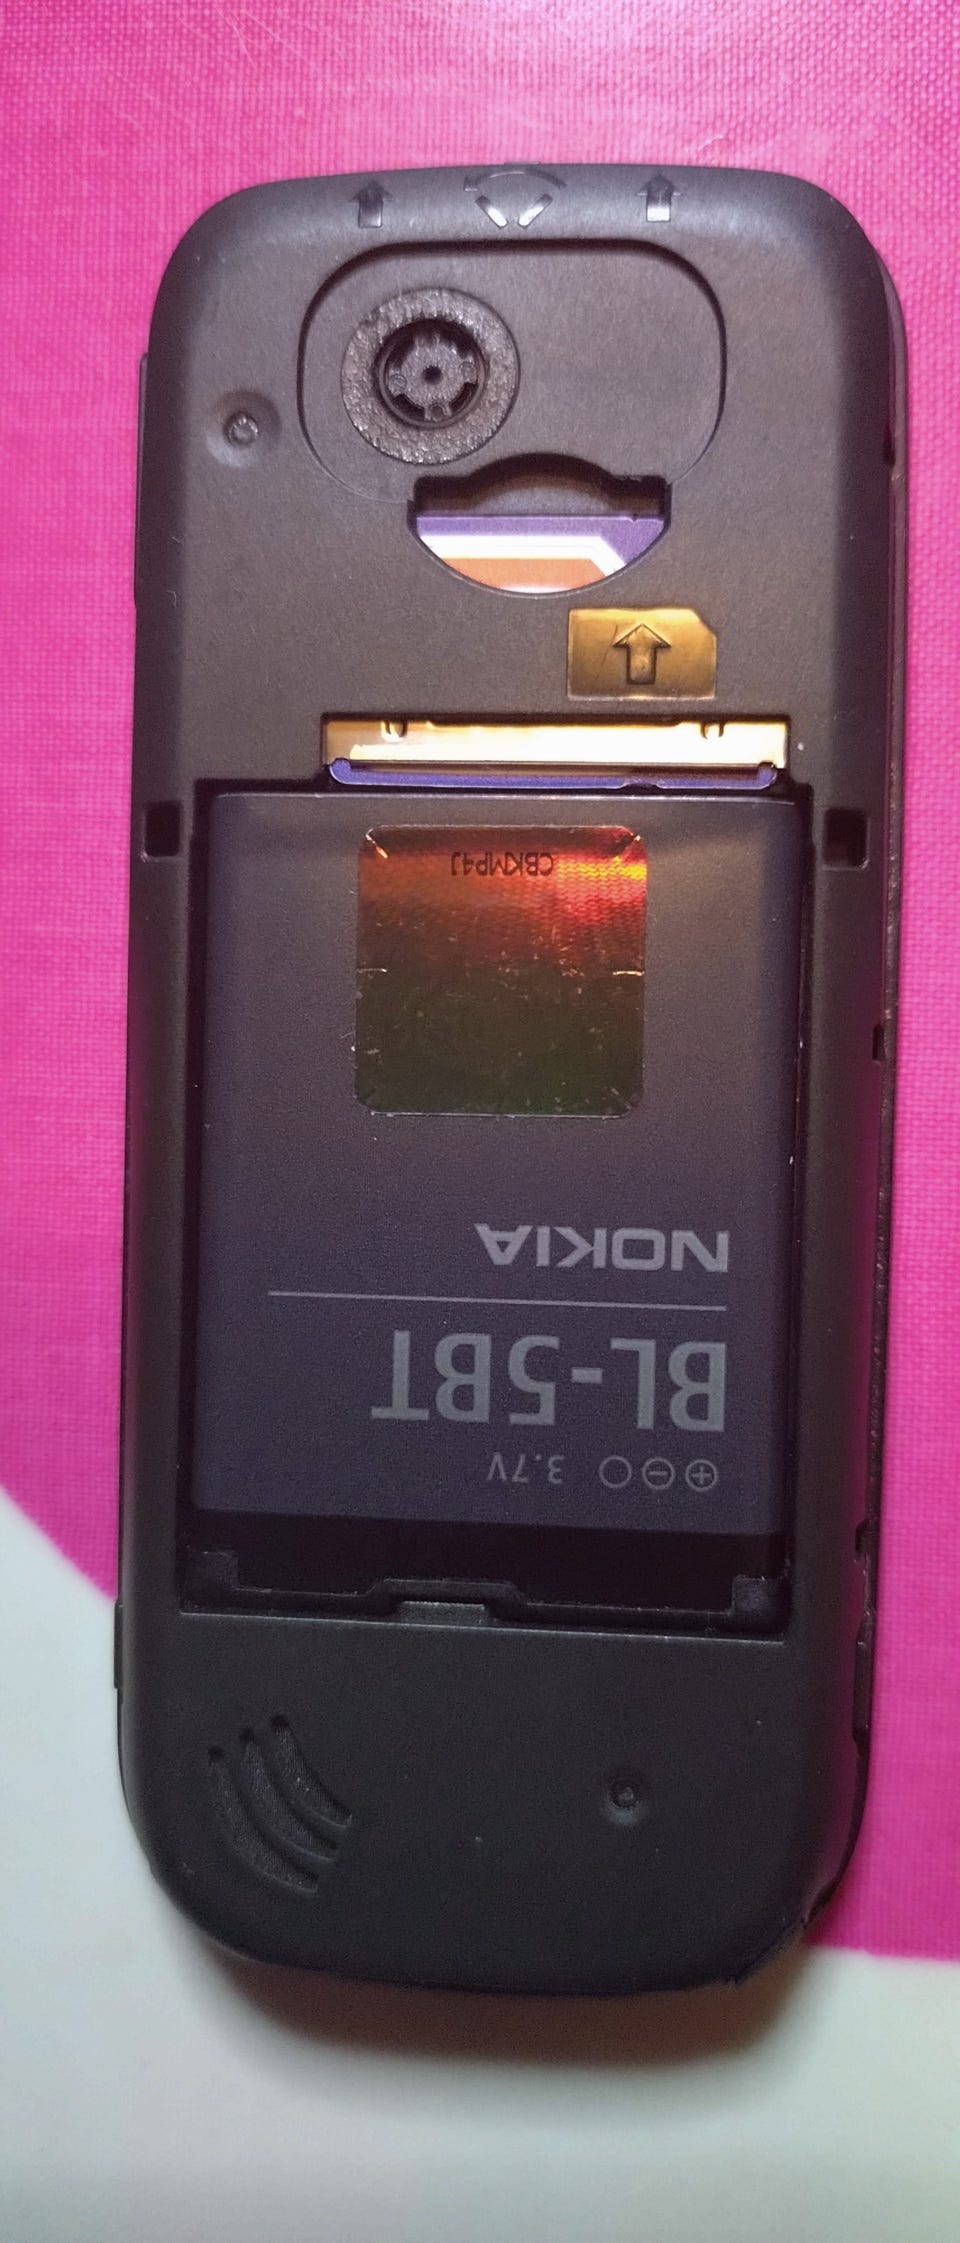 CBKMP4J
NOKIA
BL-5BT
3.7V